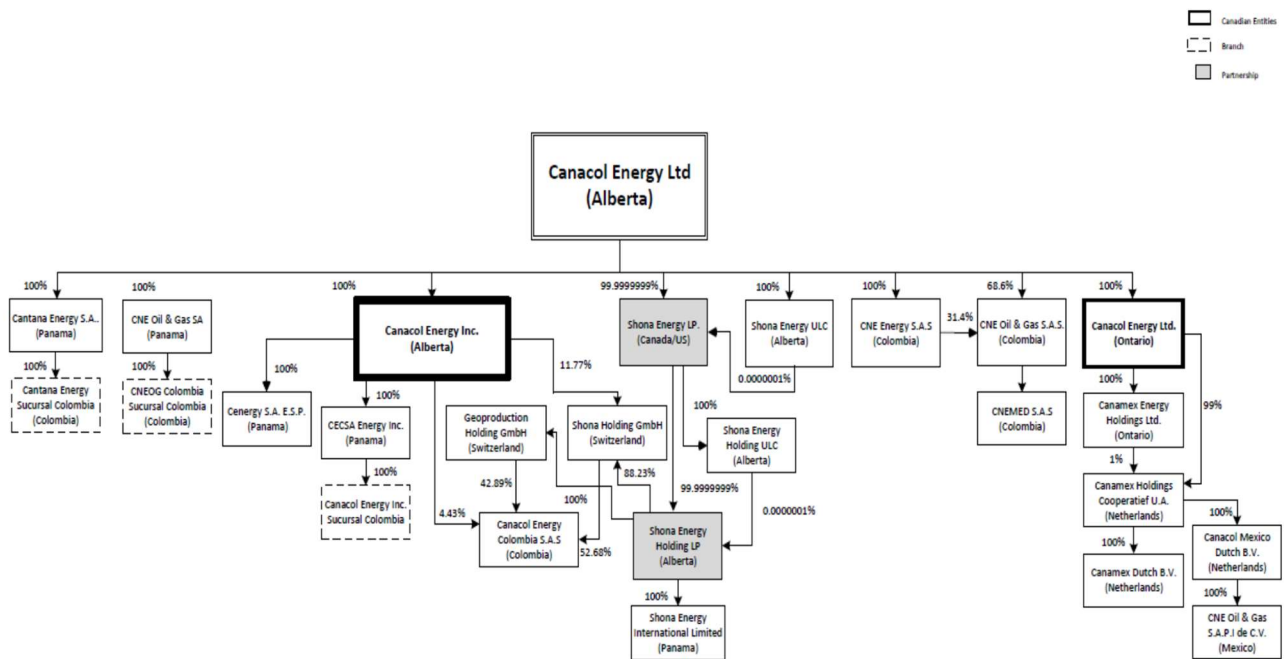 Canadian Entities
Branch
Partnership
Canacol Energy Ltd
(Alberta)
100%
100%
100%
99.9999999%
100%
100%
68.6%
100%
Cantana Energy S.A..
(Panama)
CNE Oil & Gas SA
(Panama)
Canacol Energy Inc.
(Alberta)
Shona Energy LP.
(Canada/US)
Shona Energy ULC
(Alberta)
CNE Energy S.A.S
(Colombia)
31.4%
CNE Oil & Gas S.A.S.
(Colombia)
Canacol Energy Ltd.
(Ontario)
100%
100%
100%
11.77%
0.0000001%
100%
99%
Cantana Energy
Sucursal Colombia
(Colombia)
CNEOG Colombia
Sucursal Colombia
(Colombia)
Cenergy S.A. E.S.P.
(Panama)
100%
CECSA Energy Inc.
(Panama)
Geoproduction
Holding GmbH
(Switzerland)
Shona Holding GmbH
(Switzerland)
100%
Shona Energy
Holding ULC
(Alberta)
CNEMED S.A.S
(Colombia)
Canamex Energy
Holdings Ltd.
(Ontario)
100%
42.89%
88.23%
100%
99.9999999%
0.0000001%
1%
Canacol Energy Inc.
Sucursal Colombia
4.43%
Canacol Energy
Colombia S.A.S
(Colombia)
52.68%
Shona Energy
Holding LP
(Alberta)
Canamex Holdings
Cooperatief U.A.
(Netherlands)
100%
Canacol Mexico
Dutch B.V.
(Netherlands)
100%
Canamex Dutch B.V.
(Netherlands)
100%
Shona Energy
International Limited
(Panama)
100%
CNE Oil & Gas
S.A.P.I de C.V.
(Mexico)